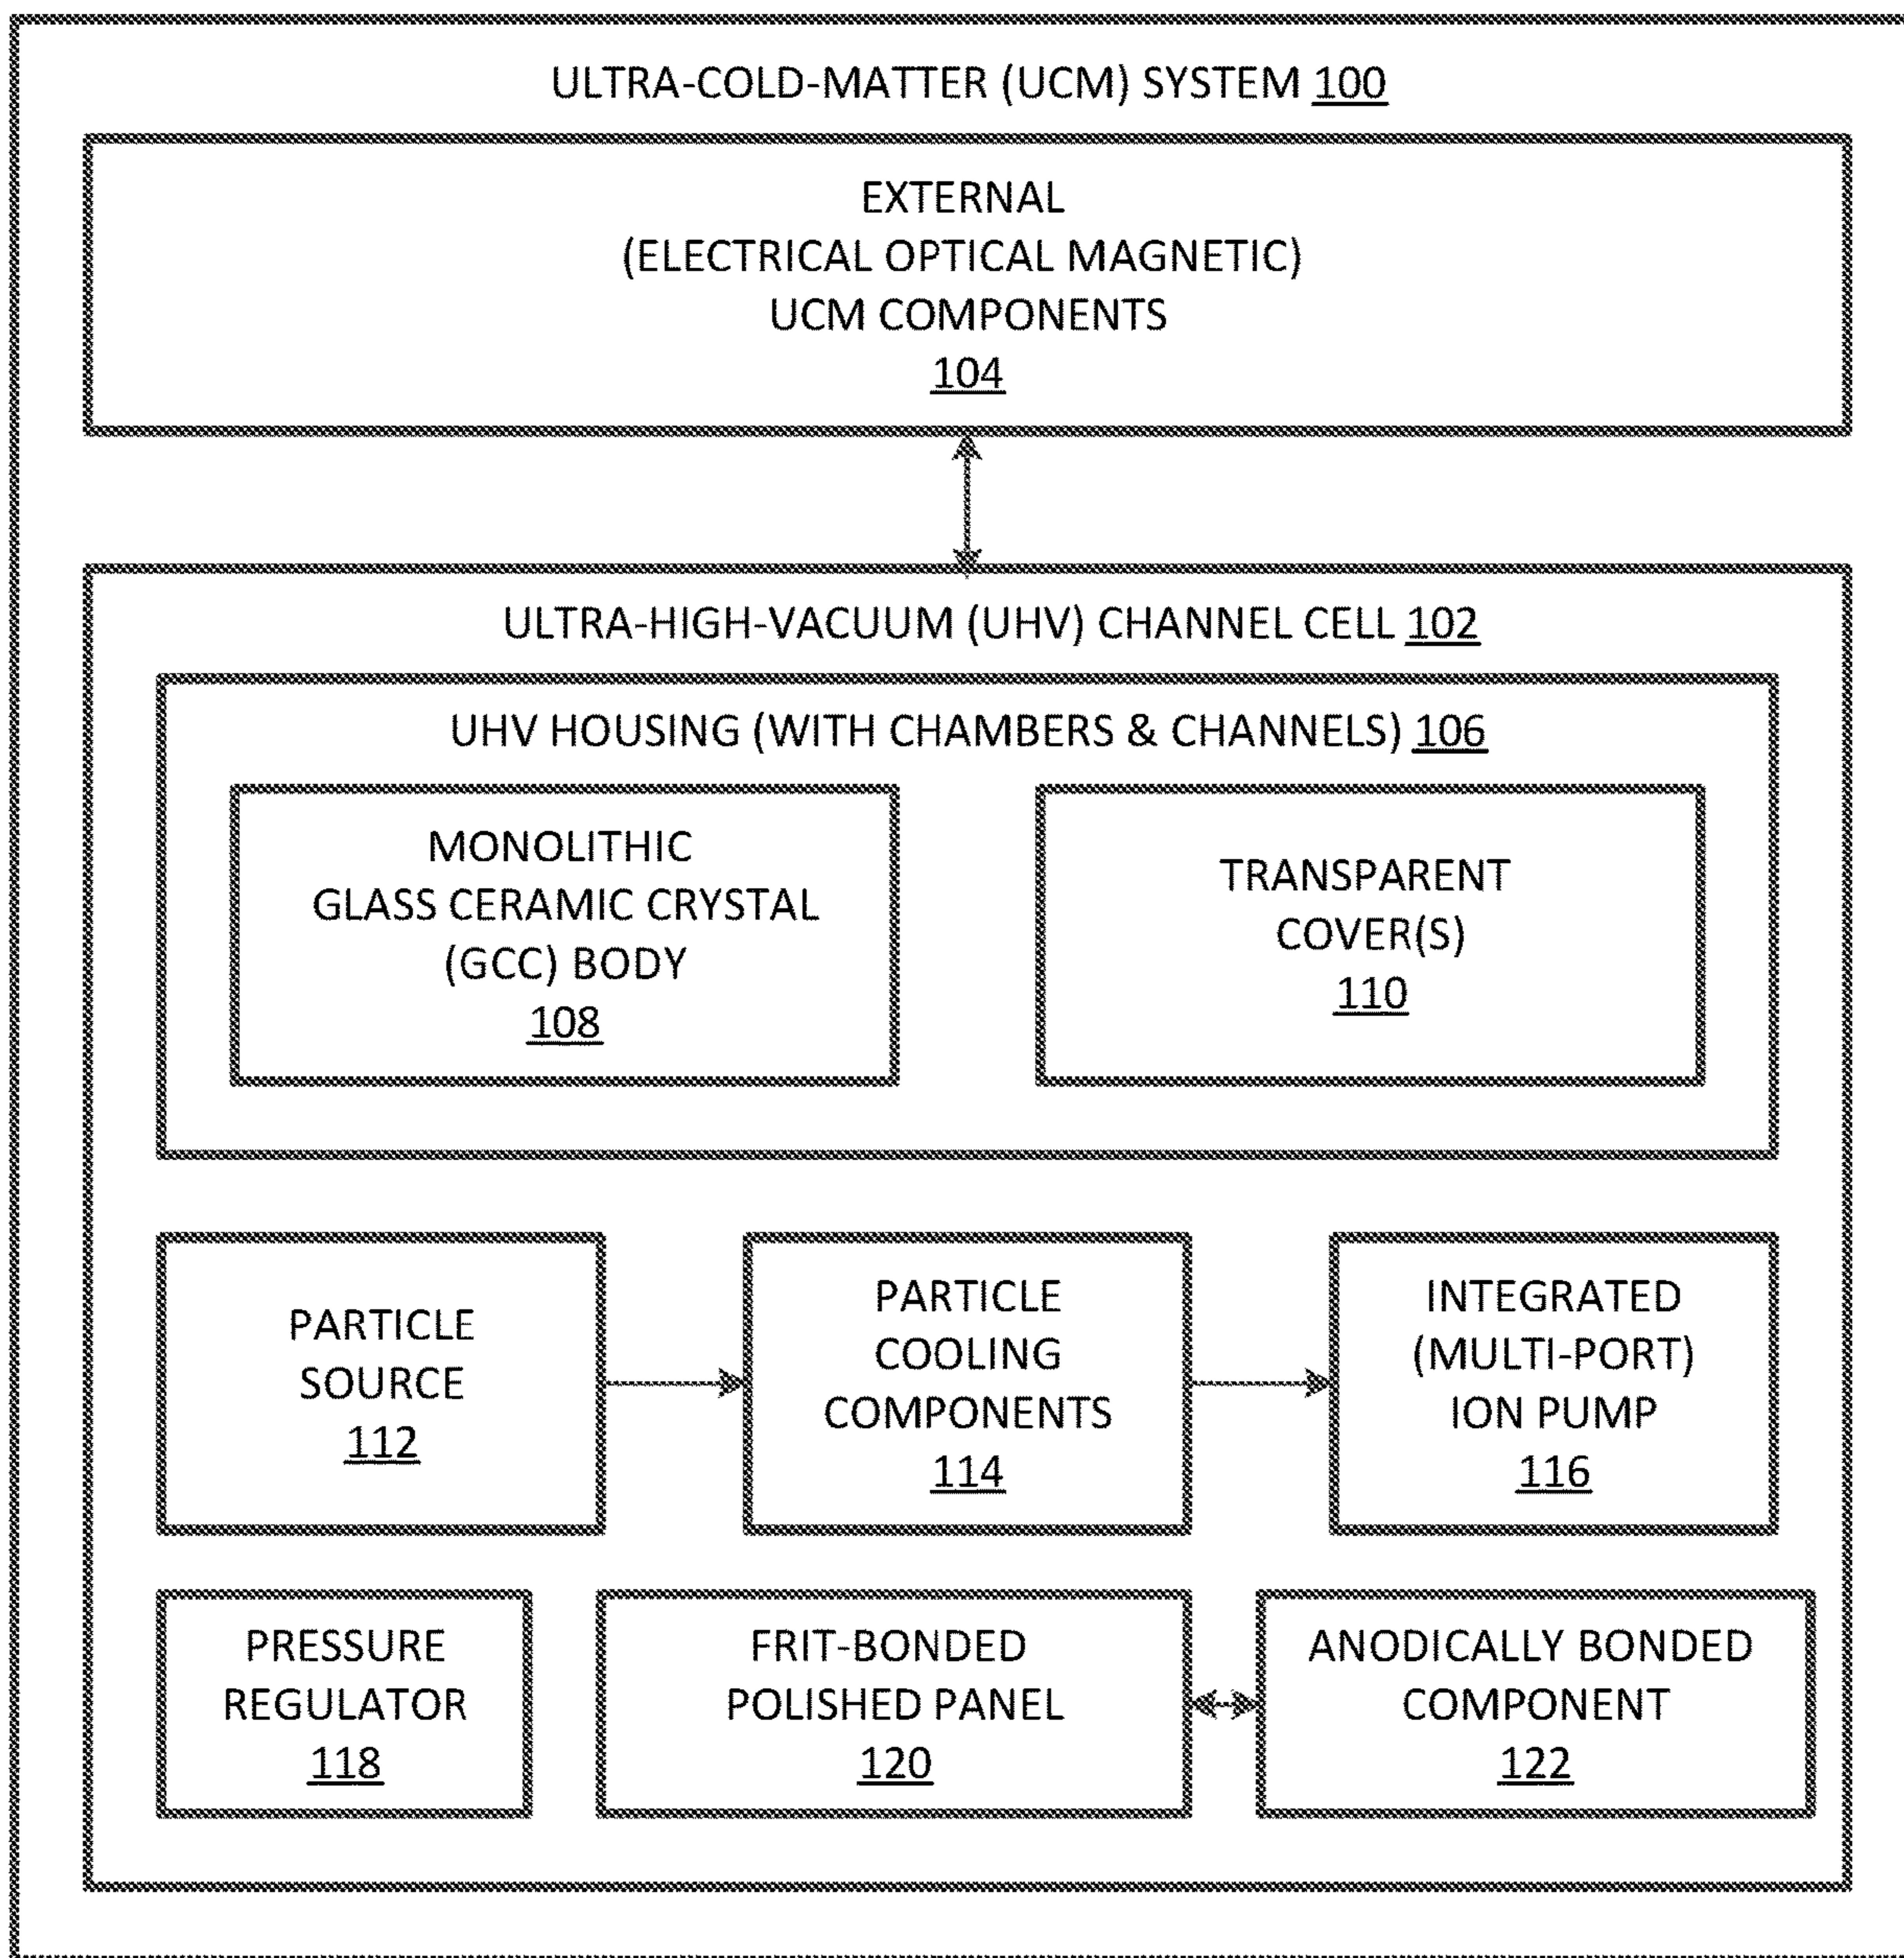 ULTRA-COLD-MATTER (UCM) SYSTEM 100
EXTERNAL
(ELECTRICAL OPTICAL MAGNETIC)
UCM COMPONENTS
104
ULTRA-HIGH-VACUUM (UHV) CHANNEL CELL 102
UHV HOUSING (WITH CHAMBERS & CHANNELS) 106
MONOLITHIC
GLASS CERAMIC CRYSTAL
(GCC) BODY
108
TRANSPARENT
COVER(S)
110
PARTICLE
SOURCE
112
PARTICLE
COOLING
COMPONENTS
114
INTEGRATED
(MULTI-PORT)
ION PUMP
116
PRESSURE
REGULATOR
118
FRIT-BONDED
POLISHED PANEL
120
ANODICALLY BONDED
COMPONENT
122